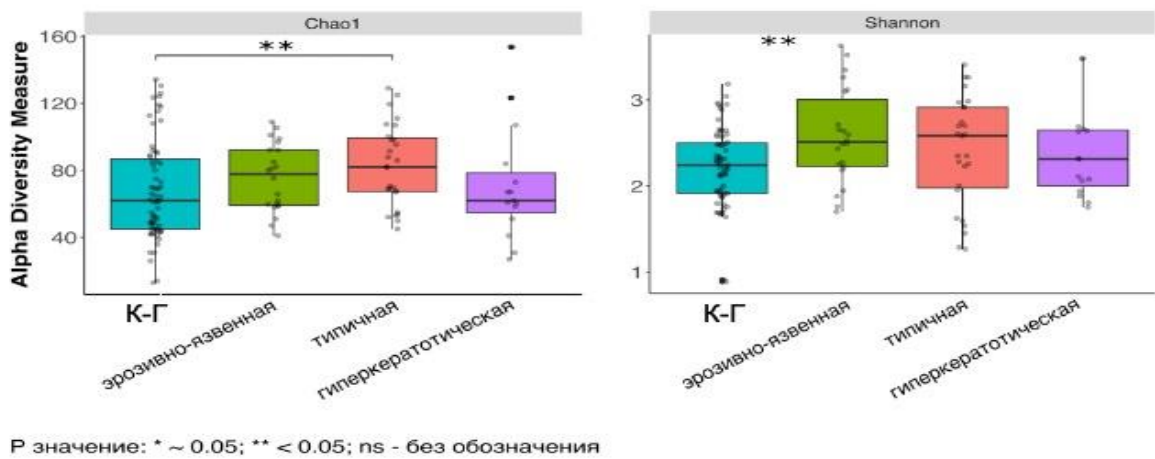 Chao1
Shannon
Alpha Diversity Measure
160
120
80
40
**
К-Г
эрозивно-язвенная
типичная
гиперкератотическая
3
2
1
**
К-Г
эрозивно-язвенная
типичная
гиперкератотическая
Р значение: * ~ 0.05; ** < 0.05; ns - без обозначения